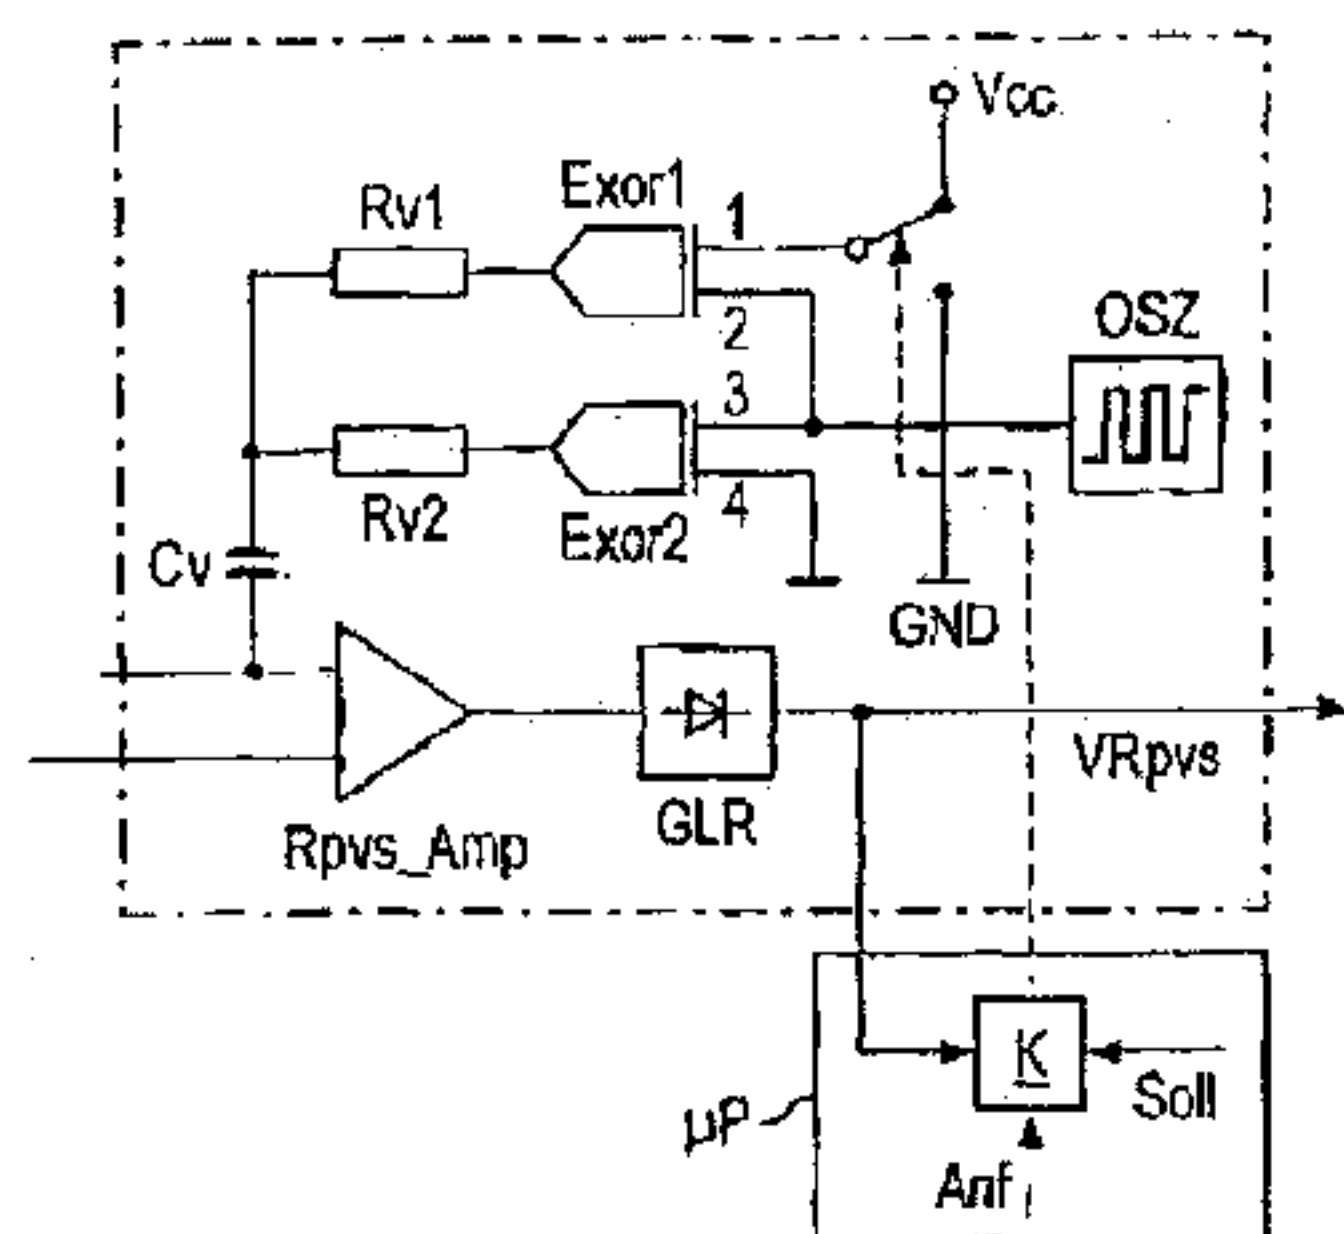 Vcc
Exor1
Rv1
1
2
OSZ
3
Rv2
4
Exor2
Cv
GND
VRpvs
GLR
Rpvs_Amp
K
Soll
µP
Anf